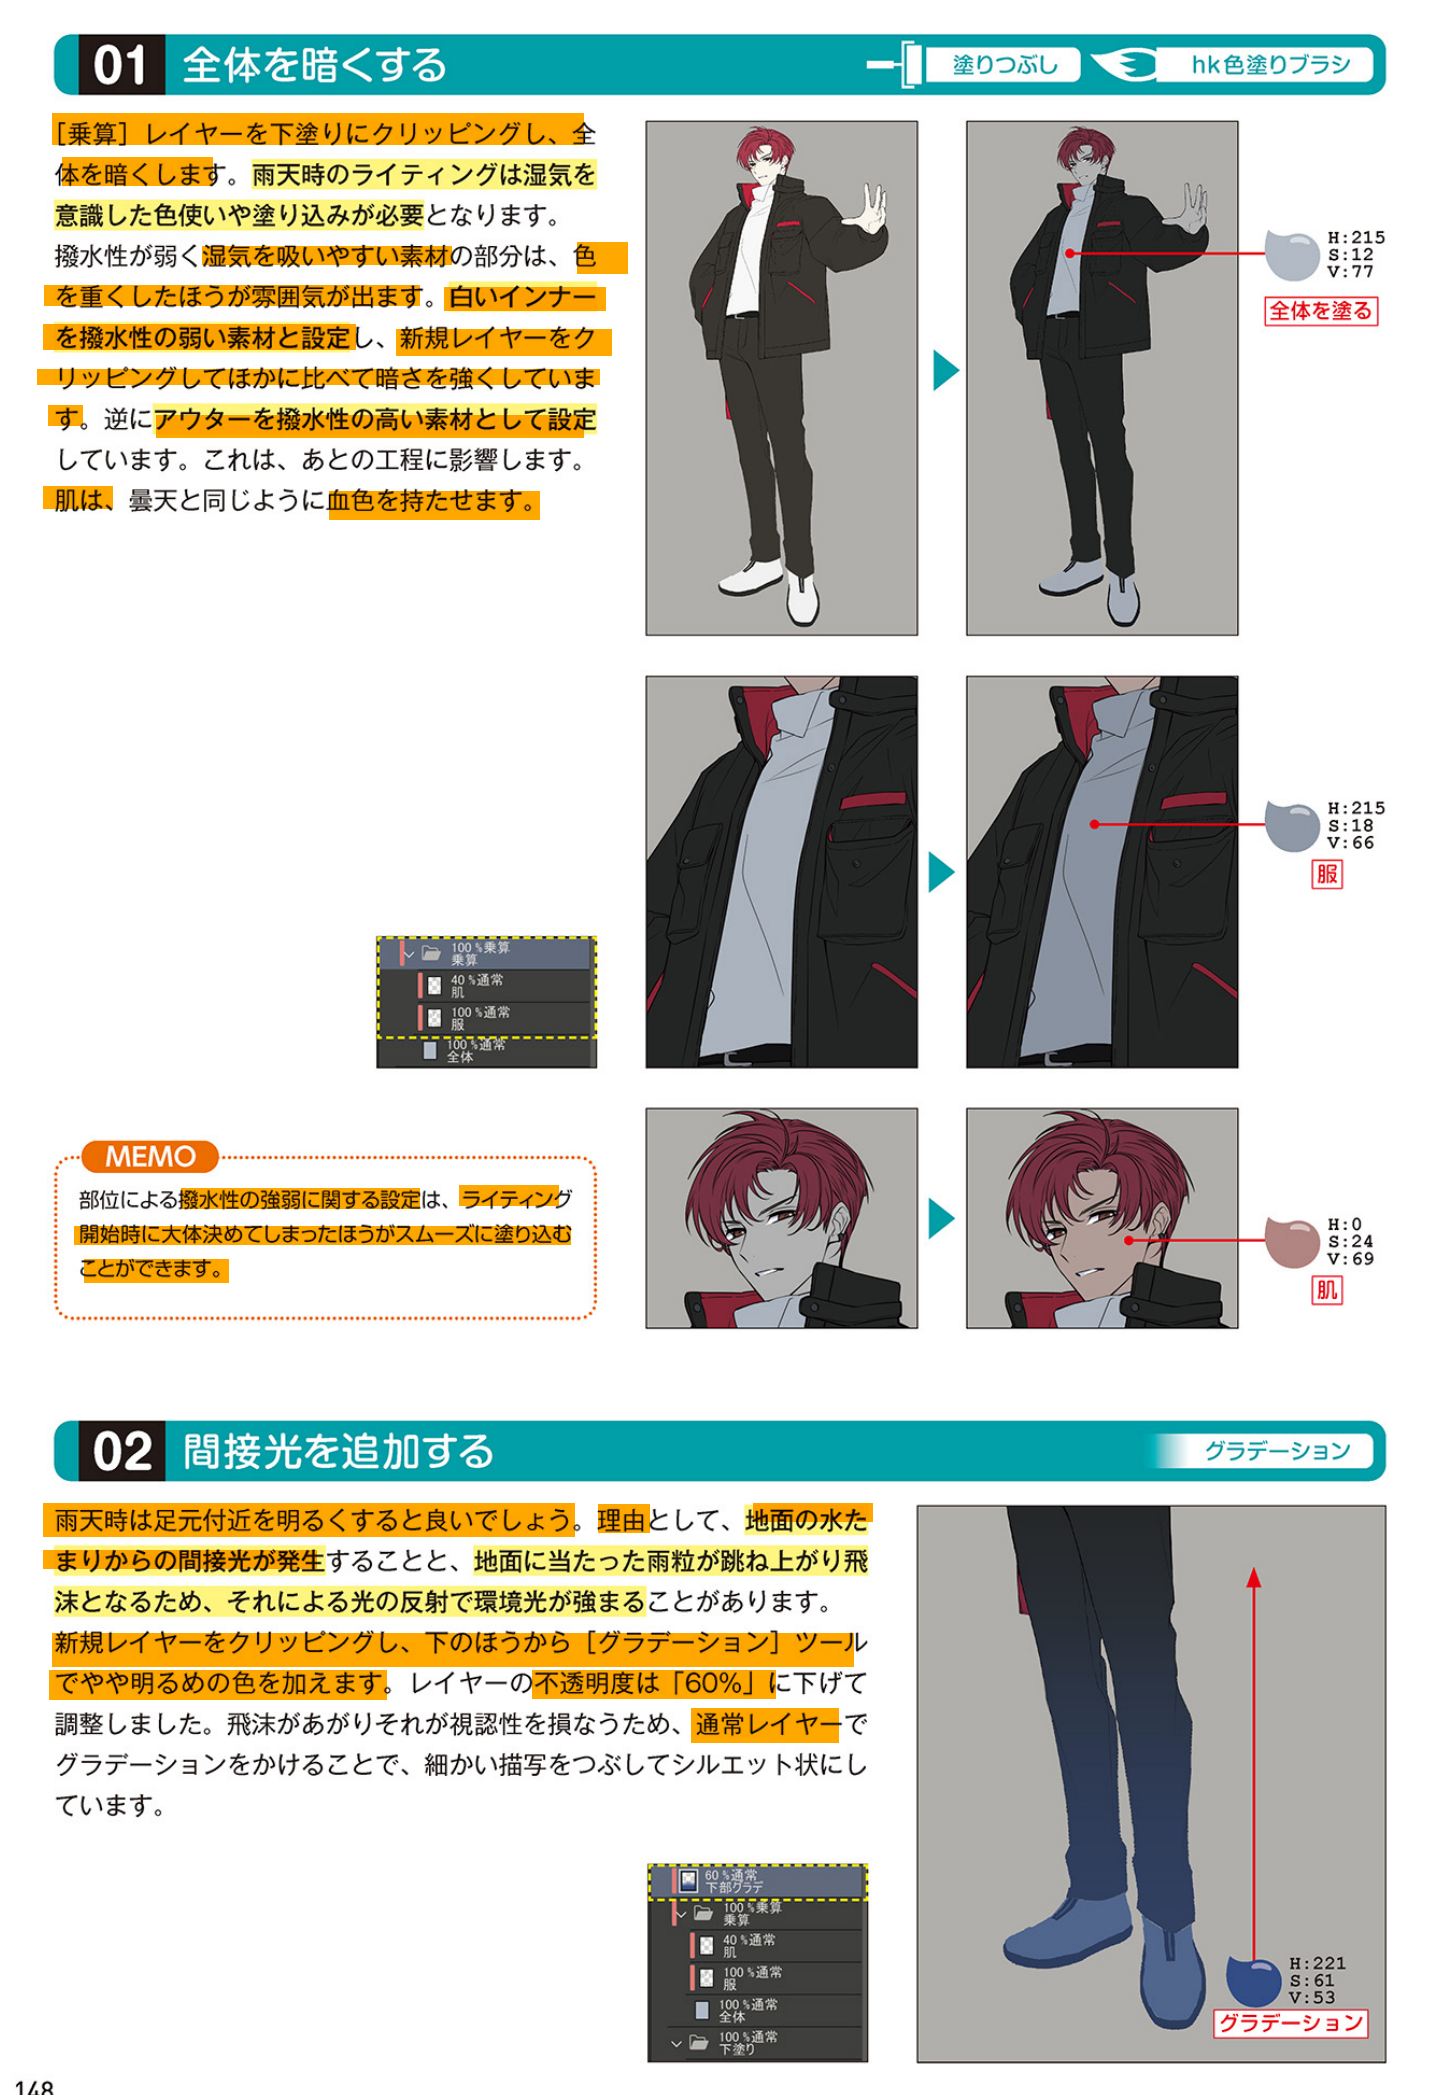 01 全体を暗くする
塗りつぶし
hk色塗りブラシ
［乗算］レイヤーを下塗りにクリッピングし、全
体を暗くします。雨天時のライティングは湿気を
意識した色使いや塗り込みが必要となります。
撥水性が弱く湿気を吸いやすい素材の部分は、色
を重くしたほうが雰囲気が出ます。白いインナー
を撥水性の弱い素材と設定し、新規レイヤーをク
リッピングしてほかに比べて暗さを強くしていま
す。逆にアウターを撥水性の高い素材として設定
しています。これは、あとの工程に影響します。
肌は、曇天と同じように血色を持たせます。
H:215
S:12
V:77
全体を塗る
H:215
S:18
V:66
服
100 %乗算
乗算
40 %通常
肌
100 %通常
服
100 %通常
全体
MEMO
部位による撥水性の強弱に関する設定は、ライティング
開始時に大体決めてしまったほうがスムーズに塗り込む
ことができます。
H:0
S:24
V:69
肌
02 間接光を追加する
グラデーション
雨天時は足元付近を明るくすると良いでしょう。理由として、地面の水た
まりからの間接光が発生することと、地面に当たった雨粒が跳ね上がり飛
沫となるため、それによる光の反射で環境光が強まることがあります。
新規レイヤーをクリッピングし、下のほうから［グラデーション］ツール
でやや明るめの色を加えます。レイヤーの不透明度は「60%」に下げて
調整しました。飛沫があがりそれが視認性を損なうため、通常レイヤーで
グラデーションをかけることで、細かい描写をつぶしてシルエット状にし
ています。
60 %通常
下部グラデ
100 %乗算
乗算
40 %通常
肌
100 %通常
服
100 %通常
全体
100 %通常
下塗り
H:221
S:61
V:53
グラデーション
148